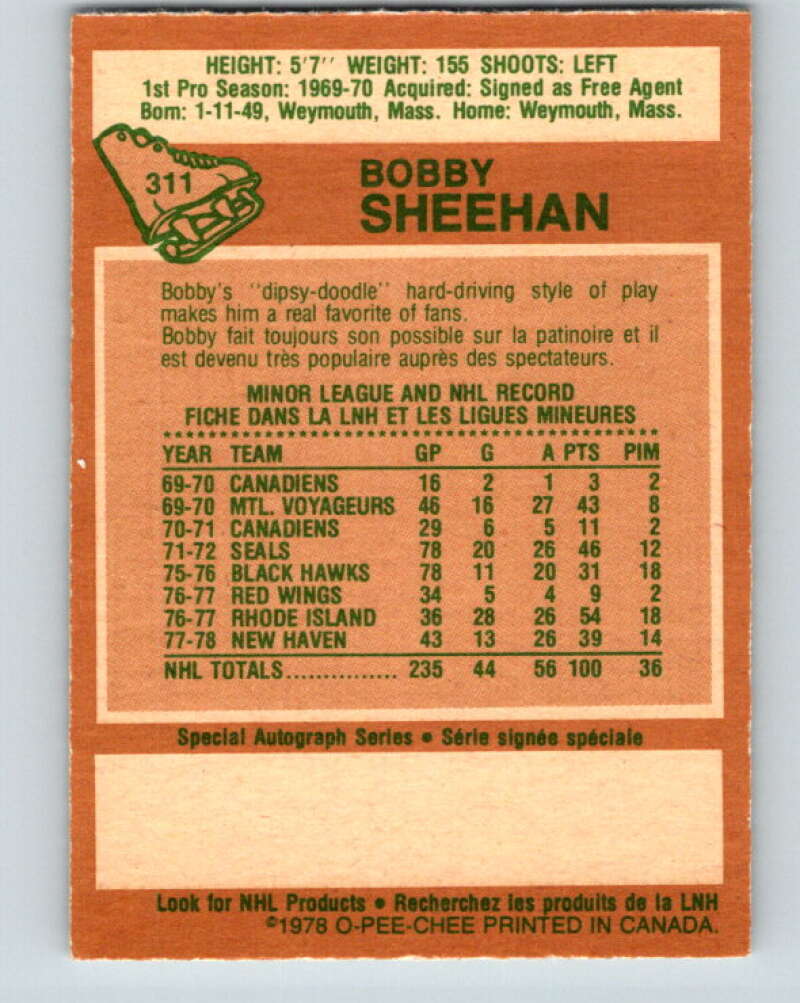 HEIGHT: 5'7'' WEIGHT: 155 SHOOTS: LEFT
1st Pro Season: 1969-70 Acquired: Signed as Free Agent
Born: 1-11-49, Weymouth, Mass. Home: Weymouth, Mass.
311
BOBBY
SHEEHAN
Bobby's ''dipsy-doodle'' hard-driving style of play
makes him a real favorite of fans.
Bobby fait toujours son possible sur la patinoire et il
est devenu très populaire auprès des spectateurs.
MINOR LEAGUE AND NHL RECORD
FICHE DANS LA LNH ET LES LIGUES MINEURES
YEAR TEAM GP G A PTS PIM
69-70 CANADIENS 16 2 1 3 2
69-70 MTL. VOYAGEURS 46 16 27 43 8
70-71 CANADIENS 29 6 5 11 2
71-72 SEALS 78 20 26 46 12
75-76 BLACK HAWKS 78 11 20 31 18
76-77 RED WINGS 34 5 4 9 2
76-77 RHODE ISLAND 36 28 26 54 18
77-78 NEW HAVEN 43 13 26 39 14
NHL TOTALS............... 235 44 56 100 36
Special Autograph Series • Série signée spéciale
Look for NHL Products • Recherchez les produits de la LNH
©1978 O-PEE-CHEE PRINTED IN CANADA.